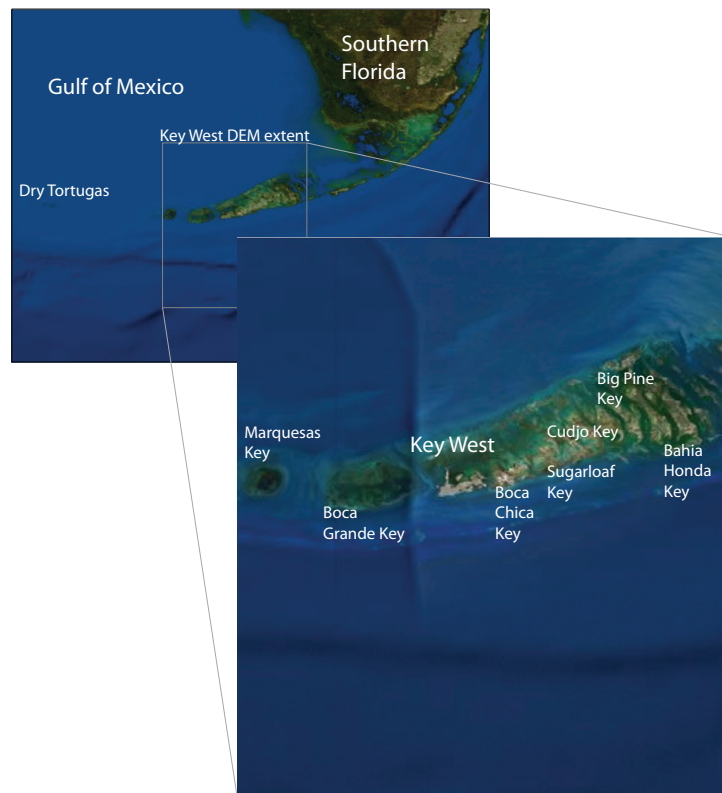 Southern
Florida
Gulf of Mexico
Key West DEM extent
Dry Tortugas
Big Pine
Key
Marquesas
Key
Key West
Cudjo Key
Bahia
Honda
Key
Sugarloaf
Key
Boca
Chica
Key
Boca
Grande Key